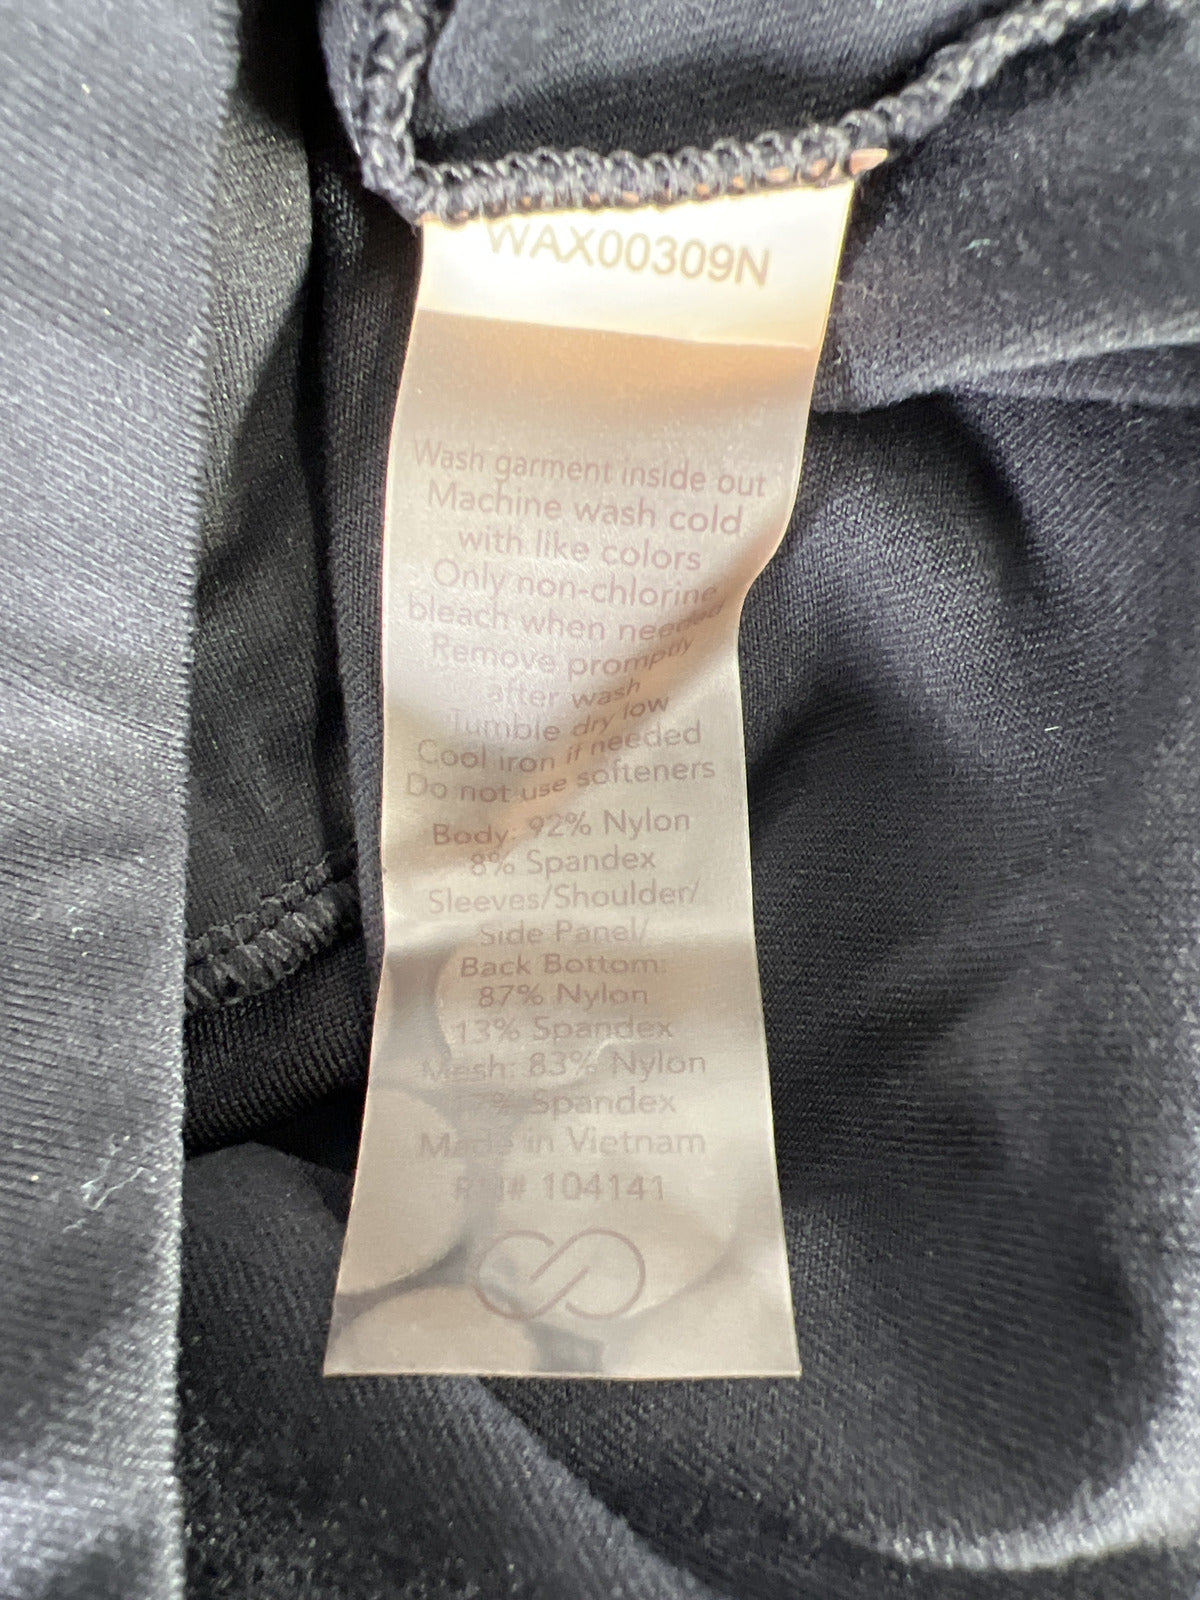 WAX00309N
Wash garment inside out
Machine wash cold
with like colors
Only non-chlorine
bleach when needed
Remove promptly
after wash
Tumble dry low
Cool iron if needed
Do not use softeners
Body: 92% Nylon
8% Spandex
Sleeves/Shoulder/
Side Panel/
Back Bottom:
87% Nylon
13% Spandex
Mesh: 83% Nylon
Spandex
Made in Vietnam
RN# 104141